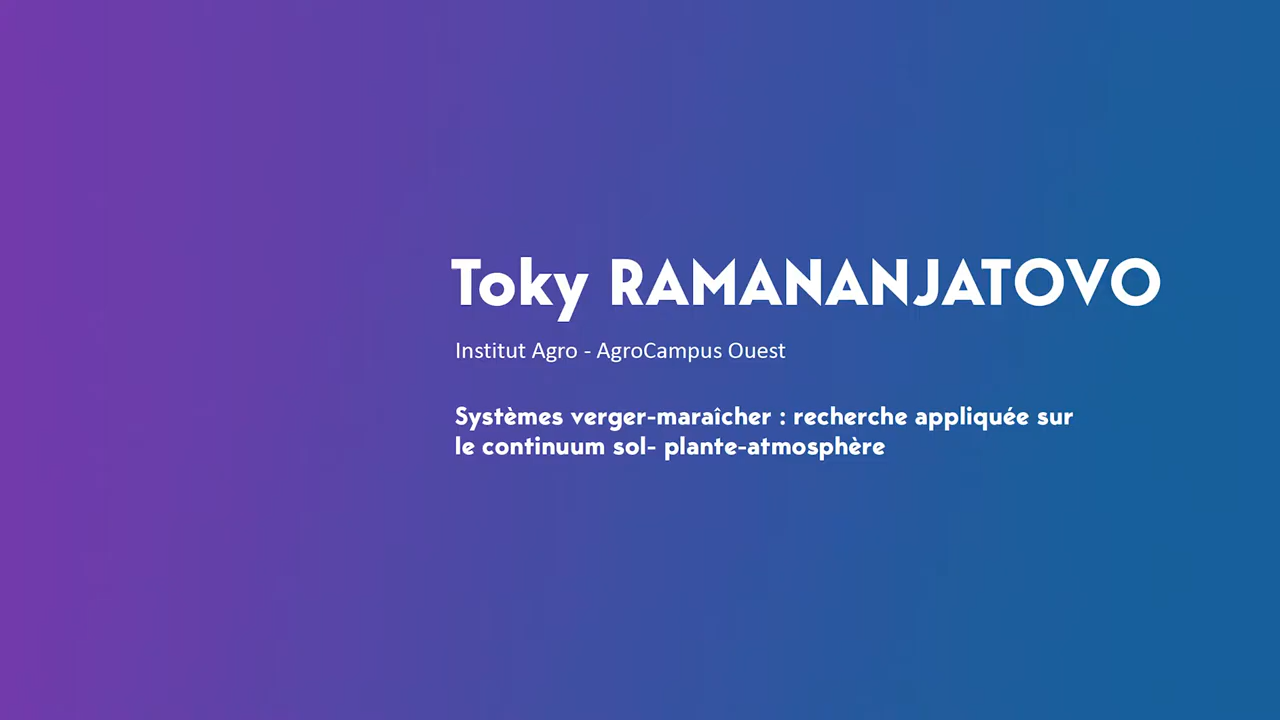 Toky RAMANANJATOVO
Institut Agro - AgroCampus Ouest
Systèmes verger-maraîcher : recherche appliquée sur
le continuum sol- plante-atmosphère